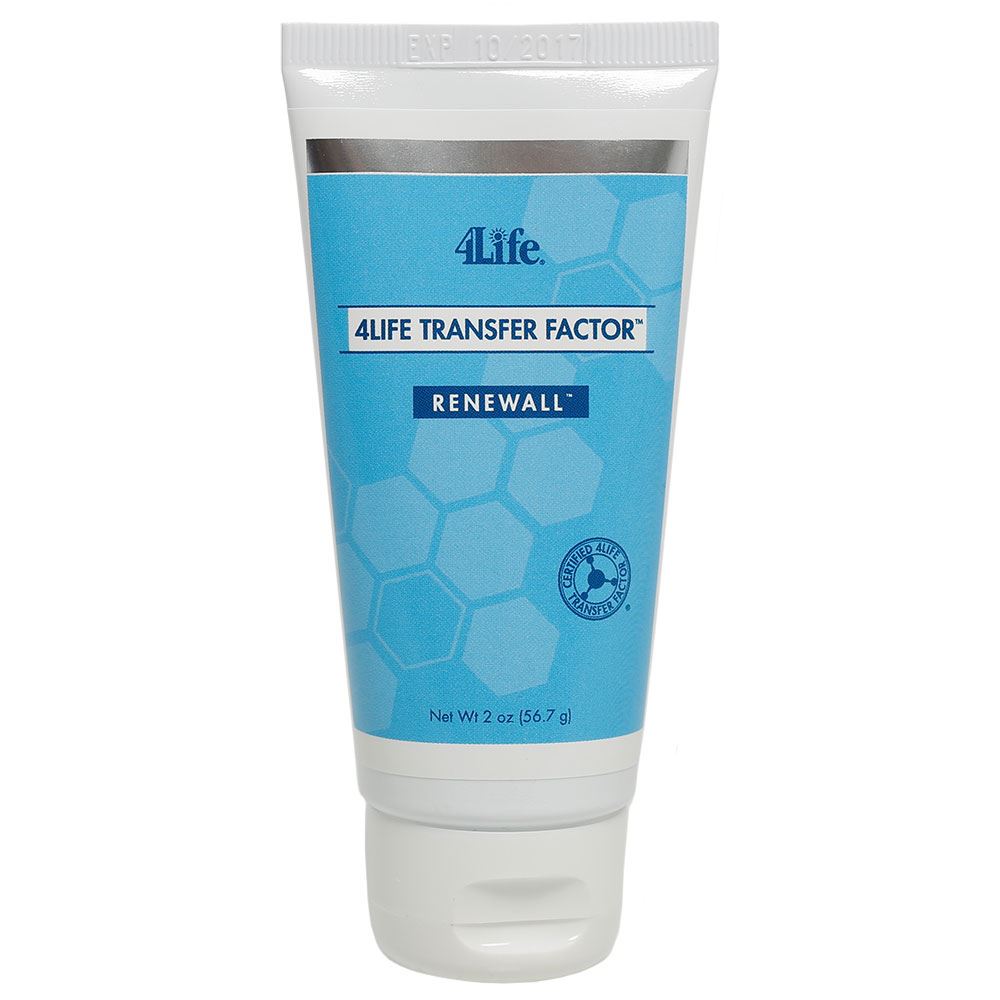 EXP 10/2017
4Life®
4LIFE TRANSFER FACTOR™
RENEWALL™
CERTIFIED 4LIFE
TRANSFER FACTOR®
Net Wt 2 oz (56.7 g)